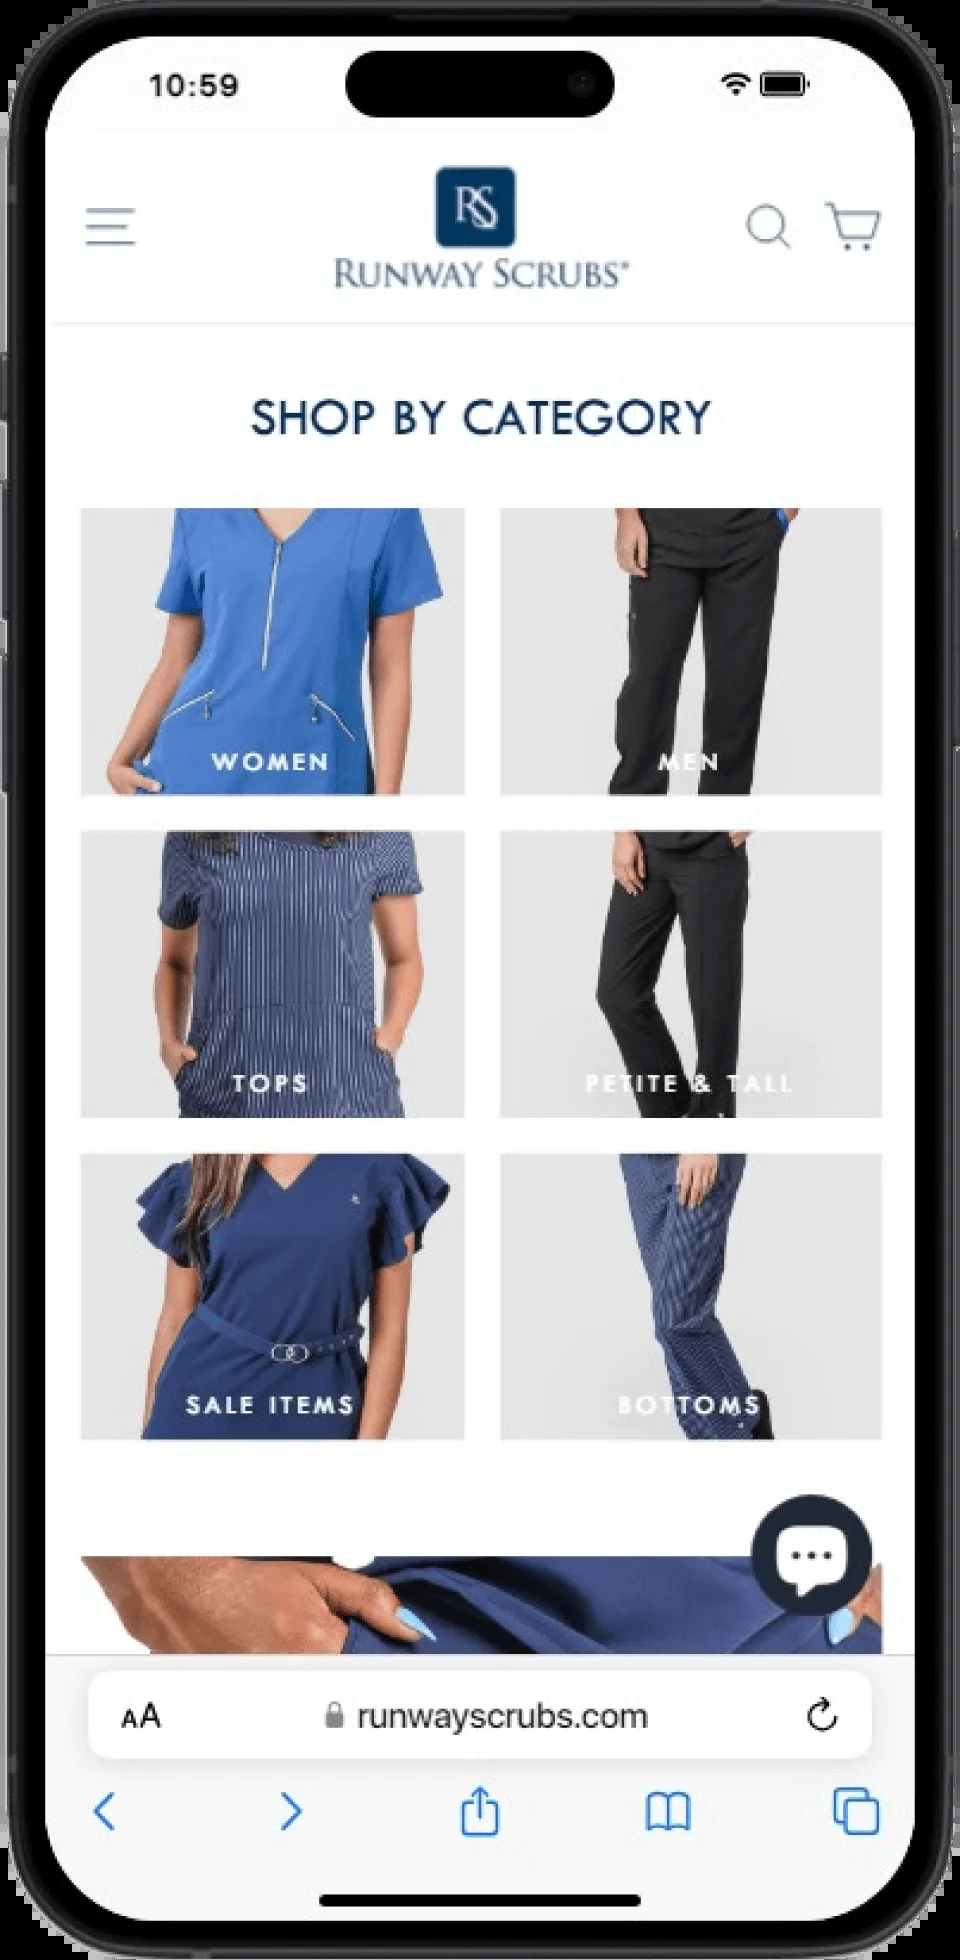 10:59
RS
RUNWAY SCRUBS®
SHOP BY CATEGORY
WOMEN
MEN
TOPS
PETITE & TALL
SALE ITEMS
BOTTOMS
AA
runwayscrubs.com